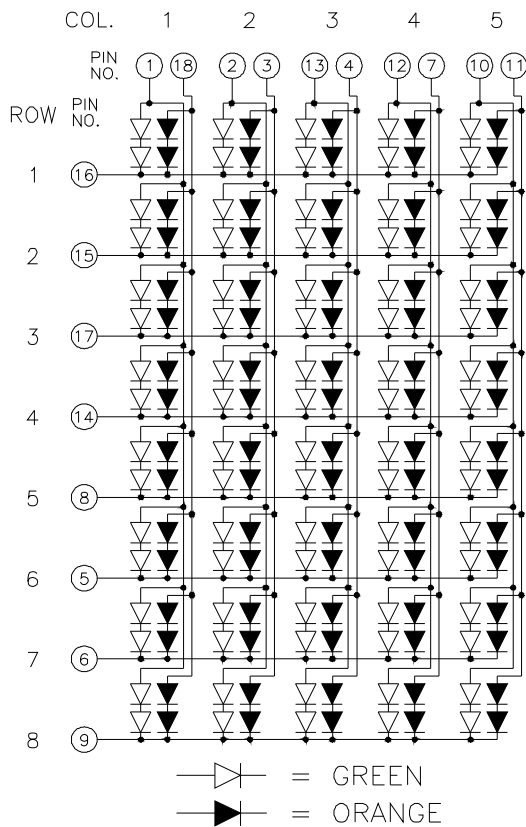 COL. 1 2 3 4 5
PIN NO. 1 18 2 3 13 4 12 7 10 11
ROW PIN NO.
1 16
2 15
3 17
4 14
5 8
6 5
7 6
8 9
= GREEN
= ORANGE